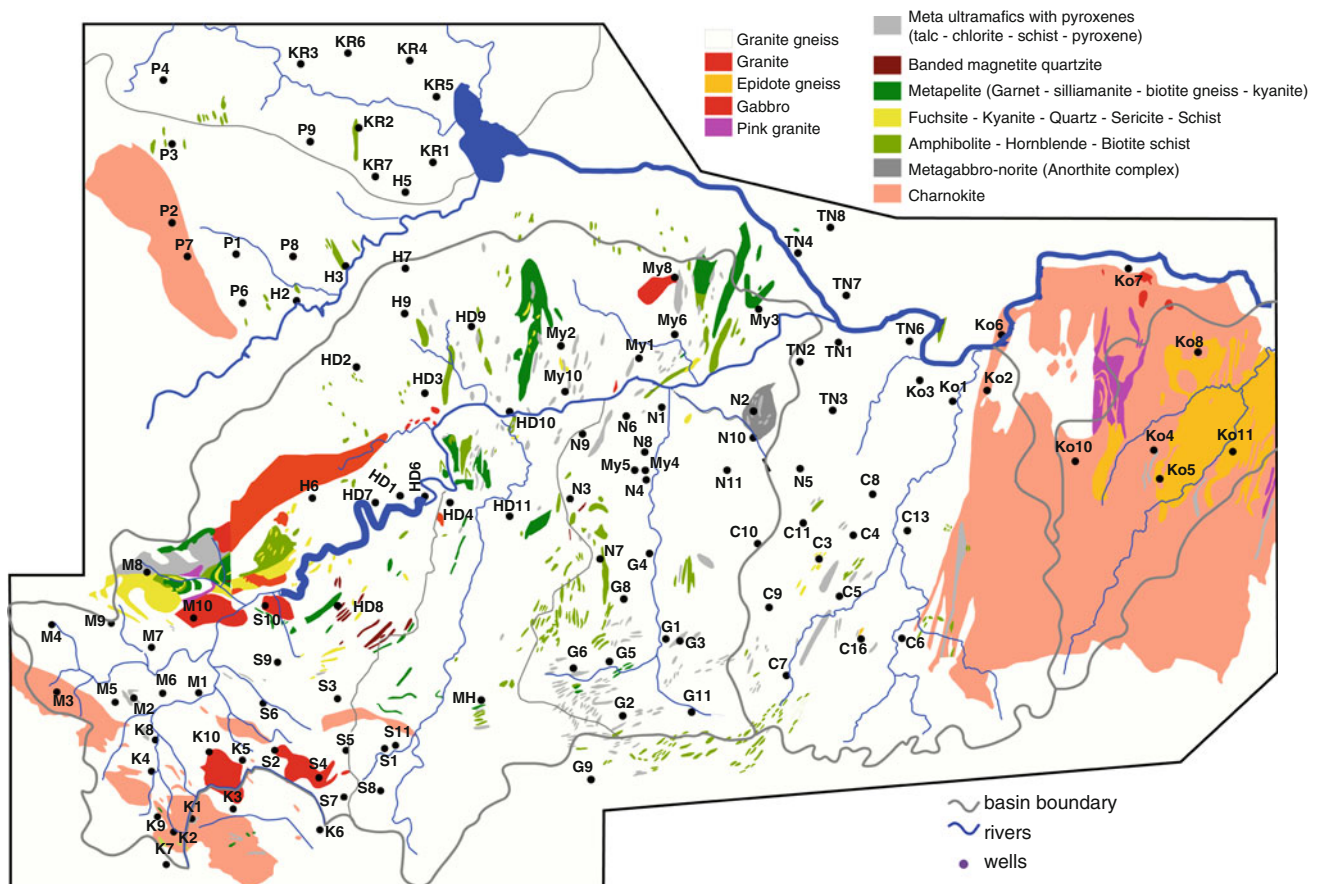 Granite gneiss
Granite
Epidote gneiss
Gabbro
Pink granite
Meta ultramafics with pyroxenes
(talc - chlorite - schist - pyroxene)
Banded magnetite quartzite
Metapelite (Garnet - silliamanite - biotite gneiss - kyanite)
Fuchsite - Kyanite - Quartz - Sericite - Schist
Amphibolite - Hornblende - Biotite schist
Metagabbro-norite (Anorthite complex)
Charnokite
KR3
KR6
KR4
P4
KR5
KR2
P9
P3
KR1
KR7
H5
P2
TN8
P1
P8
P7
TN4
H3
H7
My8
Ko7
P6
H2
TN7
H9
HD9
My3
My6
TN6
Ko6
My2
My1
TN2
TN1
Ko8
HD2
HD3
My10
Ko3
Ko1
Ko2
N2
TN3
HD10
N6
N1
N10
N9
N8
Ko10
Ko4
Ko11
My5
My4
Ko5
H6
HD7
HD1
HD6
N4
N11
N5
C8
N3
HD4
HD11
C13
C10
C11
C4
C3
N7
G4
M8
G8
C9
C5
M10
S10
HD8
M9
M4
M7
G1
G3
C16
C6
S9
G6
G5
C7
M3
M5
M6
M1
M2
S3
MH
S6
G2
G11
K8
K10
K5
S2
S5
S11
S1
K4
S4
G9
S7
S8
K3
K1
K9
K2
K6
K7
basin boundary
rivers
wells